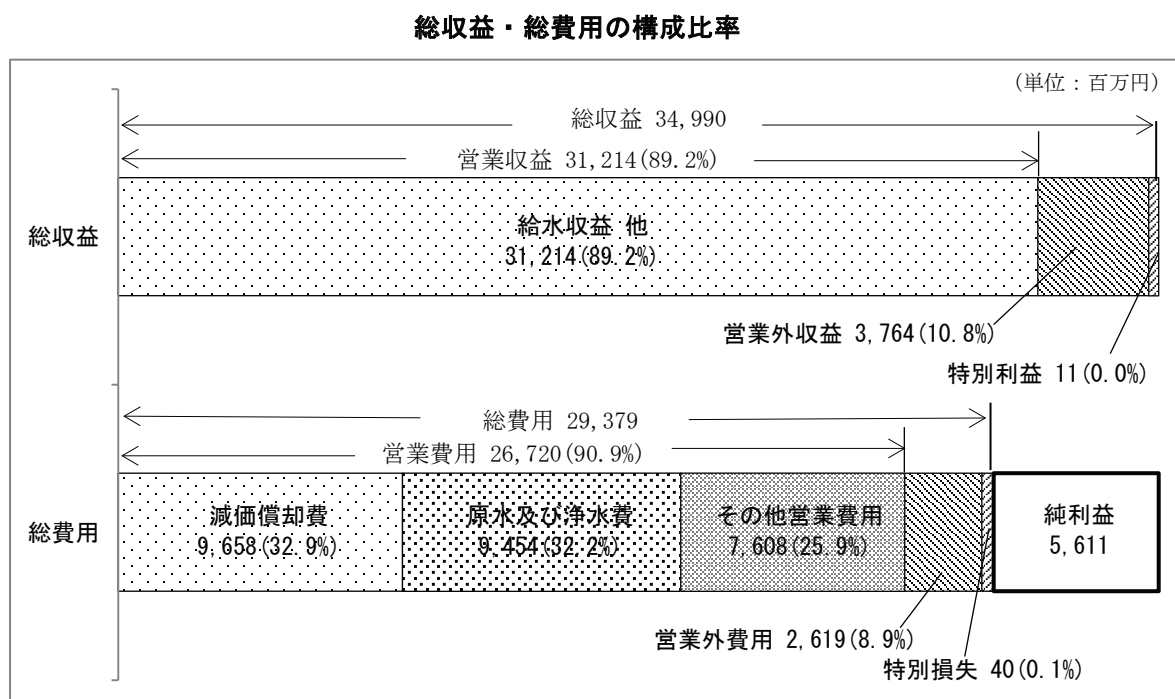 総収益・総費用の構成比率
(単位：百万円)
総収益 34,990
営業収益 31,214(89.2%)
総収益
給水収益 他
31,214(89.2%)
営業外収益 3,764(10.8%)
特別利益 11(0.0%)
総費用 29,379
営業費用 26,720(90.9%)
総費用
減価償却費
9,658(32.9%)
原水及び浄水費
9,454(32.2%)
その他営業費用
7,608(25.9%)
純利益
5,611
営業外費用 2,619(8.9%)
特別損失 40(0.1%)